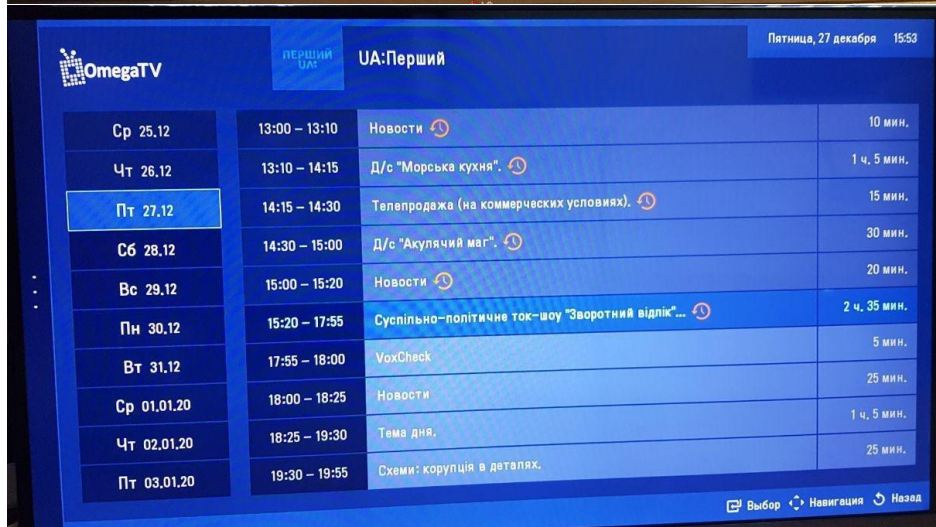 OmegaTV
ПЕРШИЙ
UA:
UA:Перший
Пятница, 27 декабря 15:53
Ср 25.12
Чт 26.12
Пт 27.12
Сб 28.12
Вс 29.12
Пн 30.12
Вт 31.12
Ср 01.01.20
Чт 02.01.20
Пт 03.01.20
13:00 – 13:10 Новости 10 мин.
13:10 – 14:15 Д/с "Морська кухня". 1 ч. 5 мин.
14:15 – 14:30 Телепродажа (на коммерческих условиях). 15 мин.
14:30 – 15:00 Д/с "Акулячий маг". 30 мин.
15:00 – 15:20 Новости 20 мин.
15:20 – 17:55 Суспільно-політичне ток-шоу "Зворотний відлік"... 2 ч. 35 мин.
17:55 – 18:00 VoxCheck 5 мин.
18:00 – 18:25 Новости 25 мин.
18:25 – 19:30 Тема дня. 1 ч. 5 мин.
19:30 – 19:55 Схеми: корупція в деталях. 25 мин.
Выбор Навигация Назад